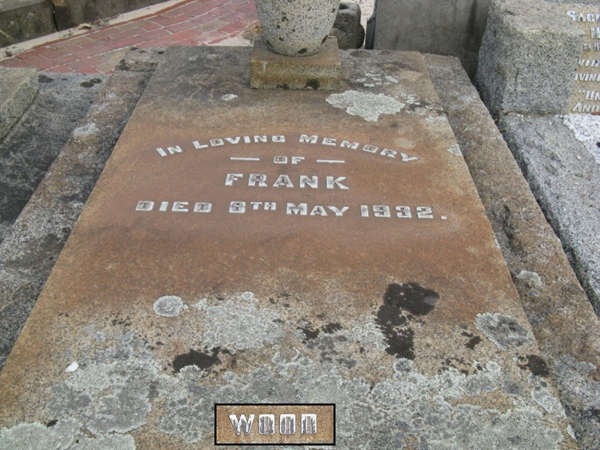 In Loving Memory
— OF —
FRANK
DIED 8TH MAY 1932.
WOOD